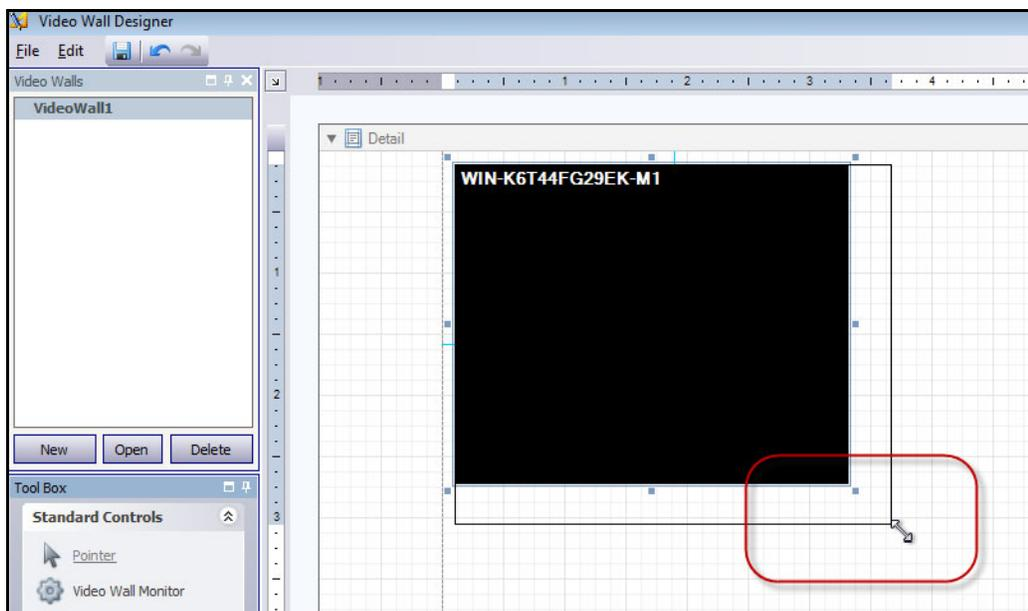 Video Wall Designer
File Edit
Video Walls
VideoWall1
New Open Delete
Tool Box
Standard Controls
Pointer
Video Wall Monitor
1 1 2 3 4
Detail
1
2
3
WIN-K6T44FG29EK-M1